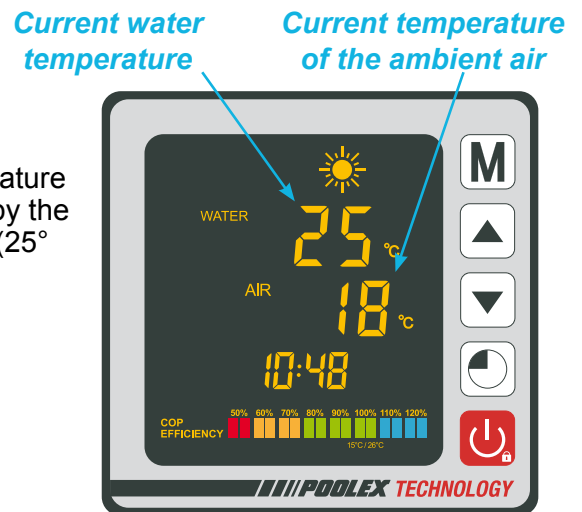 Current water
temperature
Current temperature
of the ambient air
ature
by the
(25°
M
WATER 25 °C
AIR 18 °C
10:48
50% 60% 70% 80% 90% 100% 110% 120%
COP
EFFICIENCY
15°C / 26°C
POOLEX TECHNOLOGY